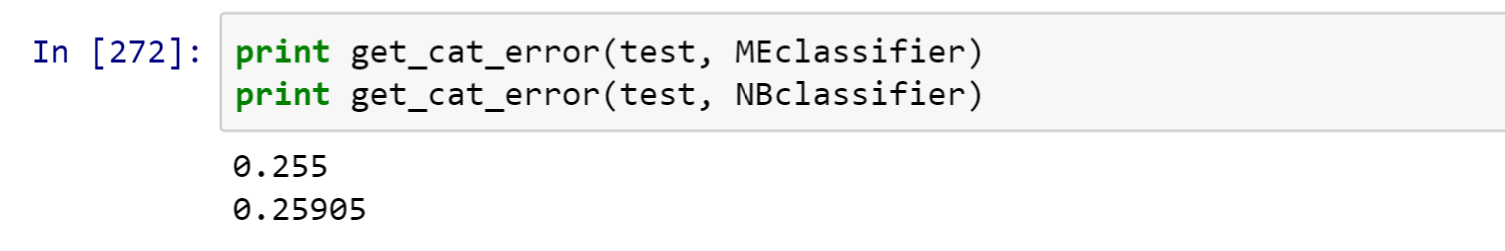 In [272]: print get_cat_error(test, MEclassifier)
print get_cat_error(test, NBclassifier)
0.255
0.25905